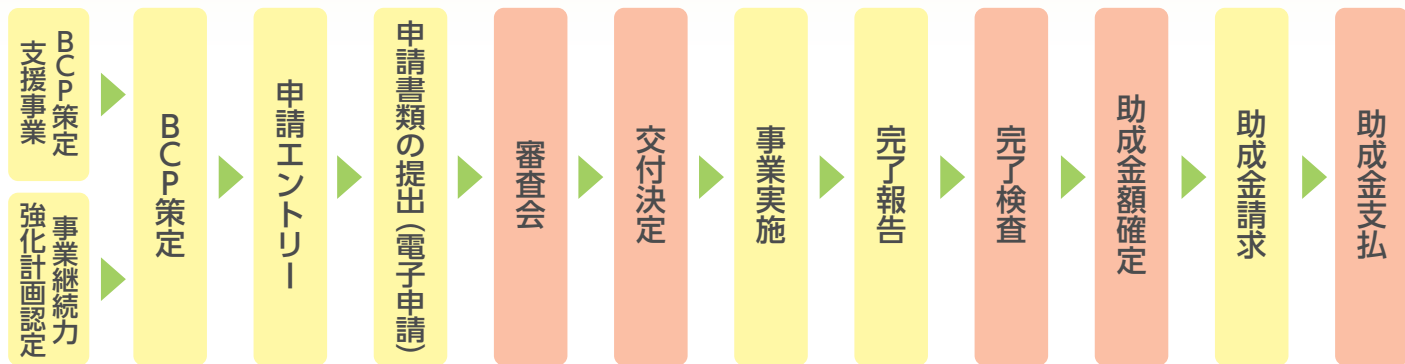 BCP策定
支援事業
事業継続力
強化計画認定
BCP策定
申請エントリー
申請書類の提出（電子申請）
審査会
交付決定
事業実施
完了報告
完了検査
助成金額確定
助成金請求
助成金支払